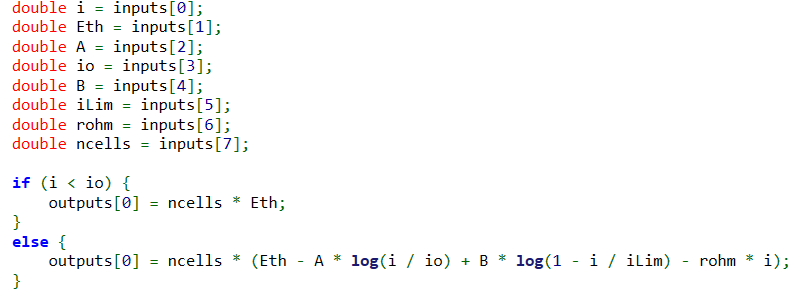 double i = inputs[0];
double Eth = inputs[1];
double A = inputs[2];
double io = inputs[3];
double B = inputs[4];
double iLim = inputs[5];
double rohm = inputs[6];
double ncells = inputs[7];

if (i < io) {
    outputs[0] = ncells * Eth;
}
else {
    outputs[0] = ncells * (Eth - A * log(i / io) + B * log(1 - i / iLim) - rohm * i);
}